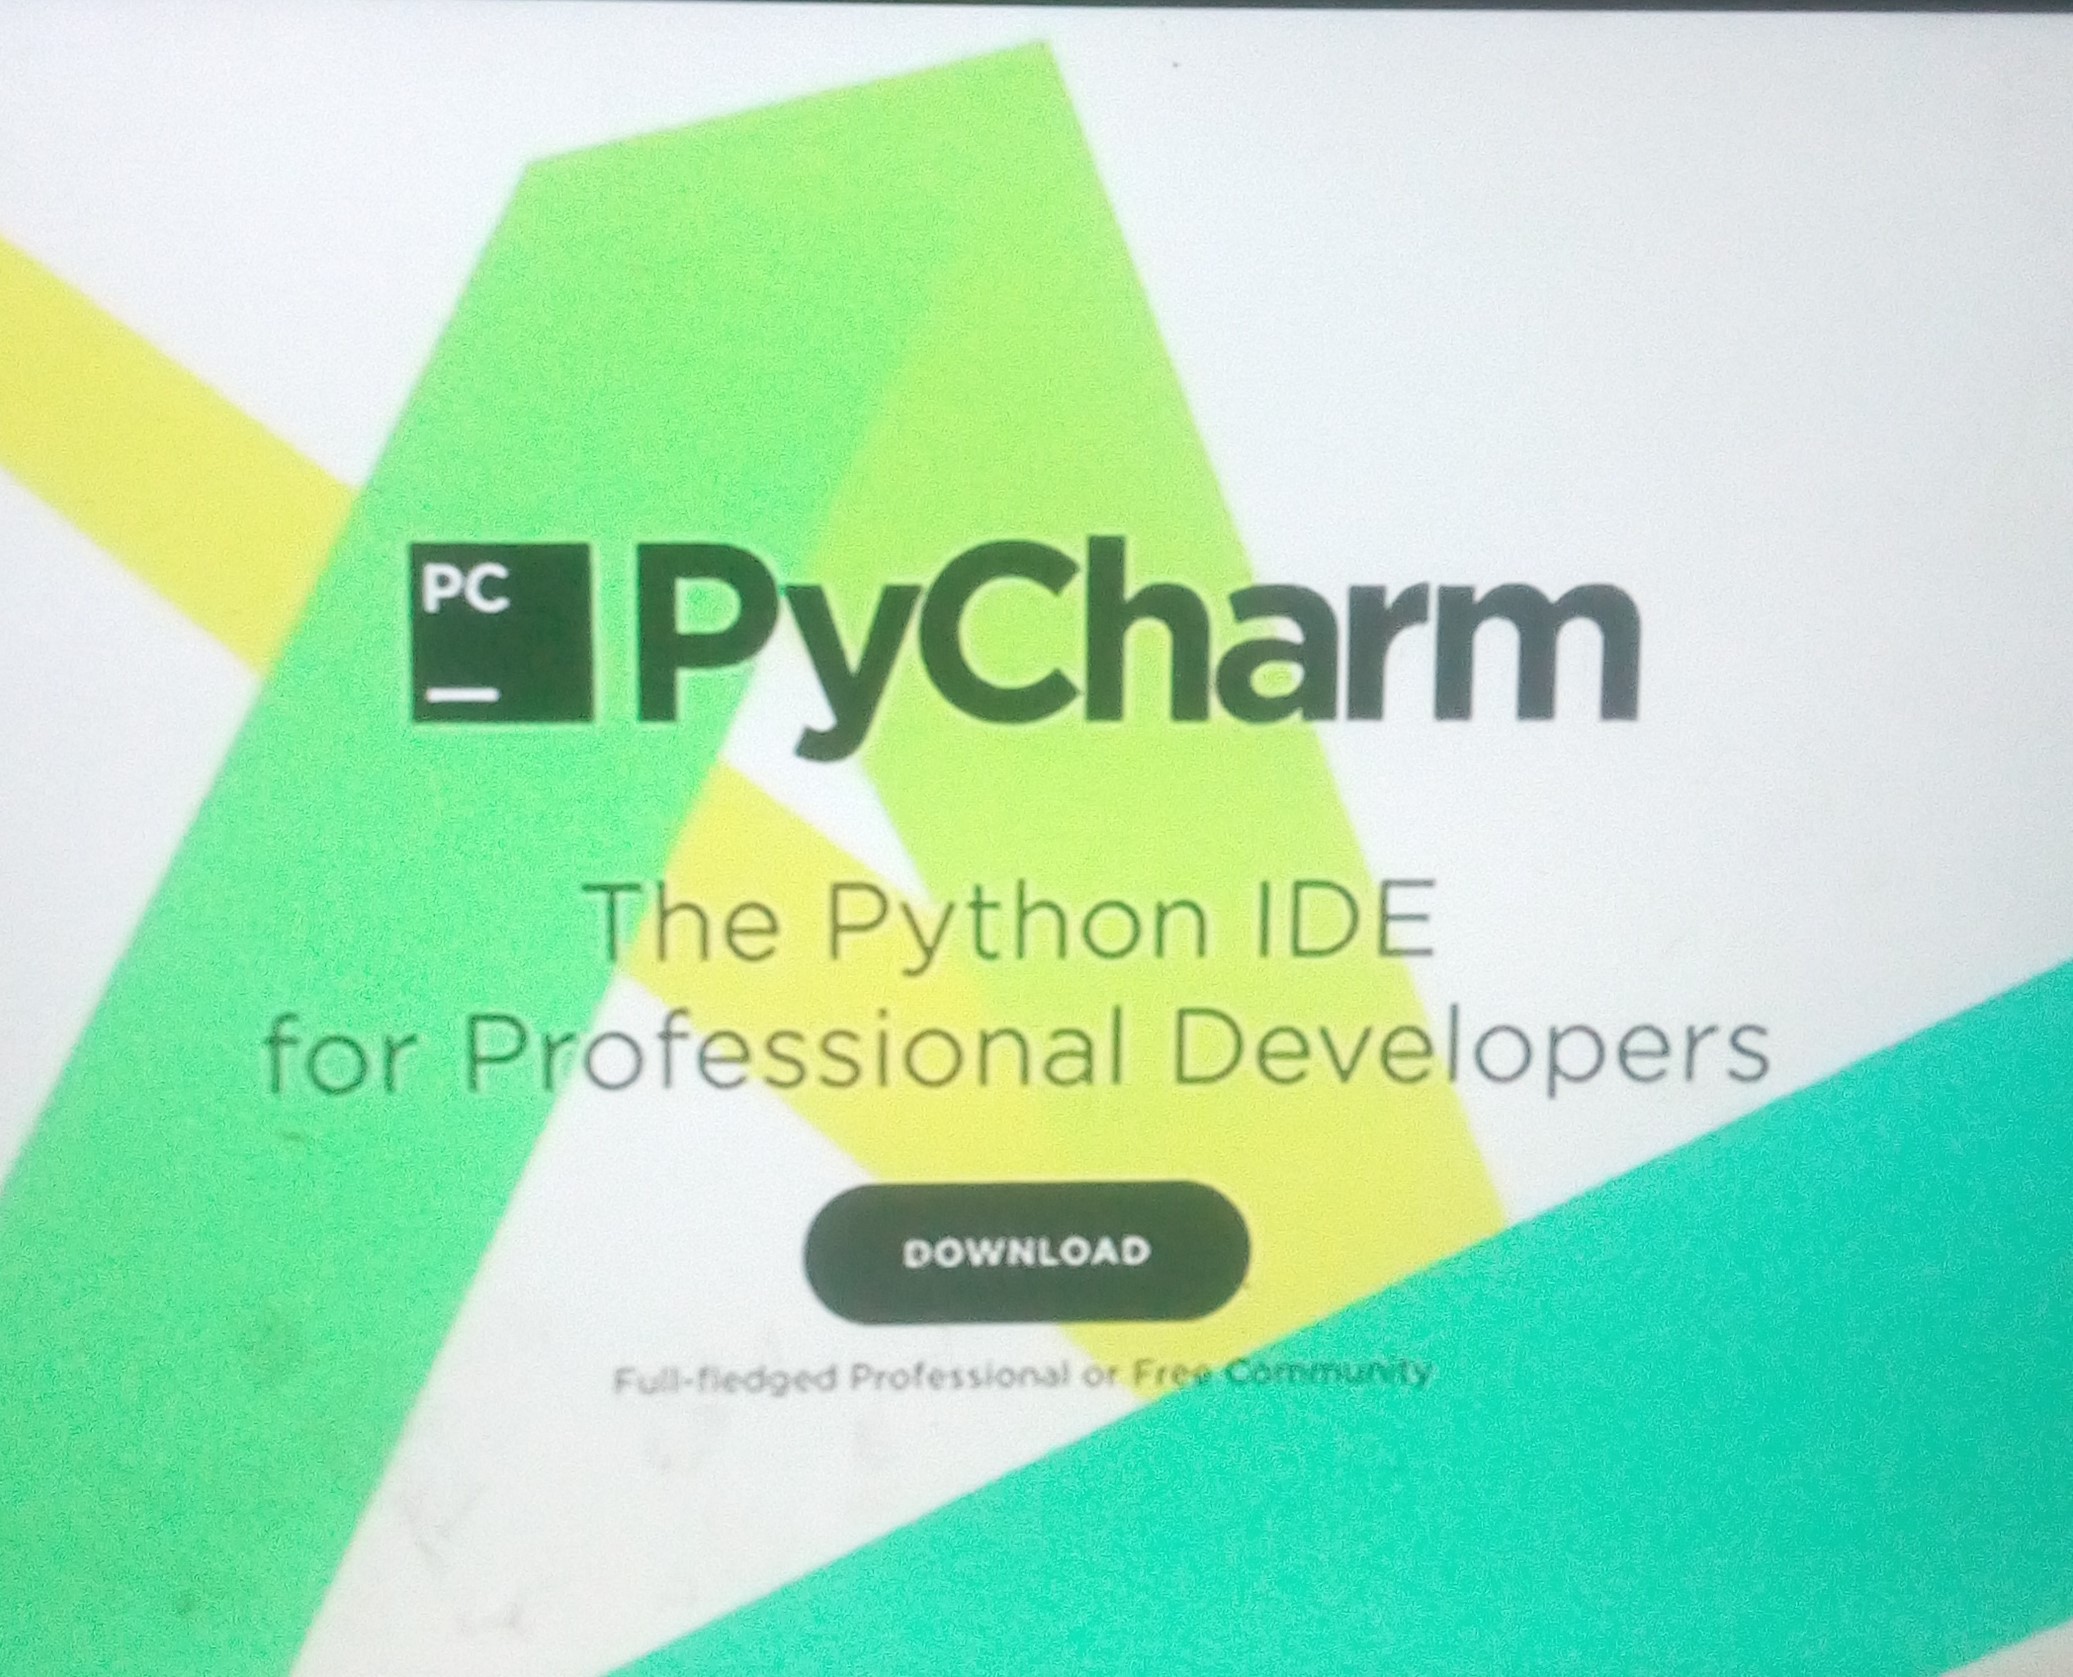 PC
PyCharm
The Python IDE
for Professional Developers
DOWNLOAD
Full-fledged Professional or Free Community